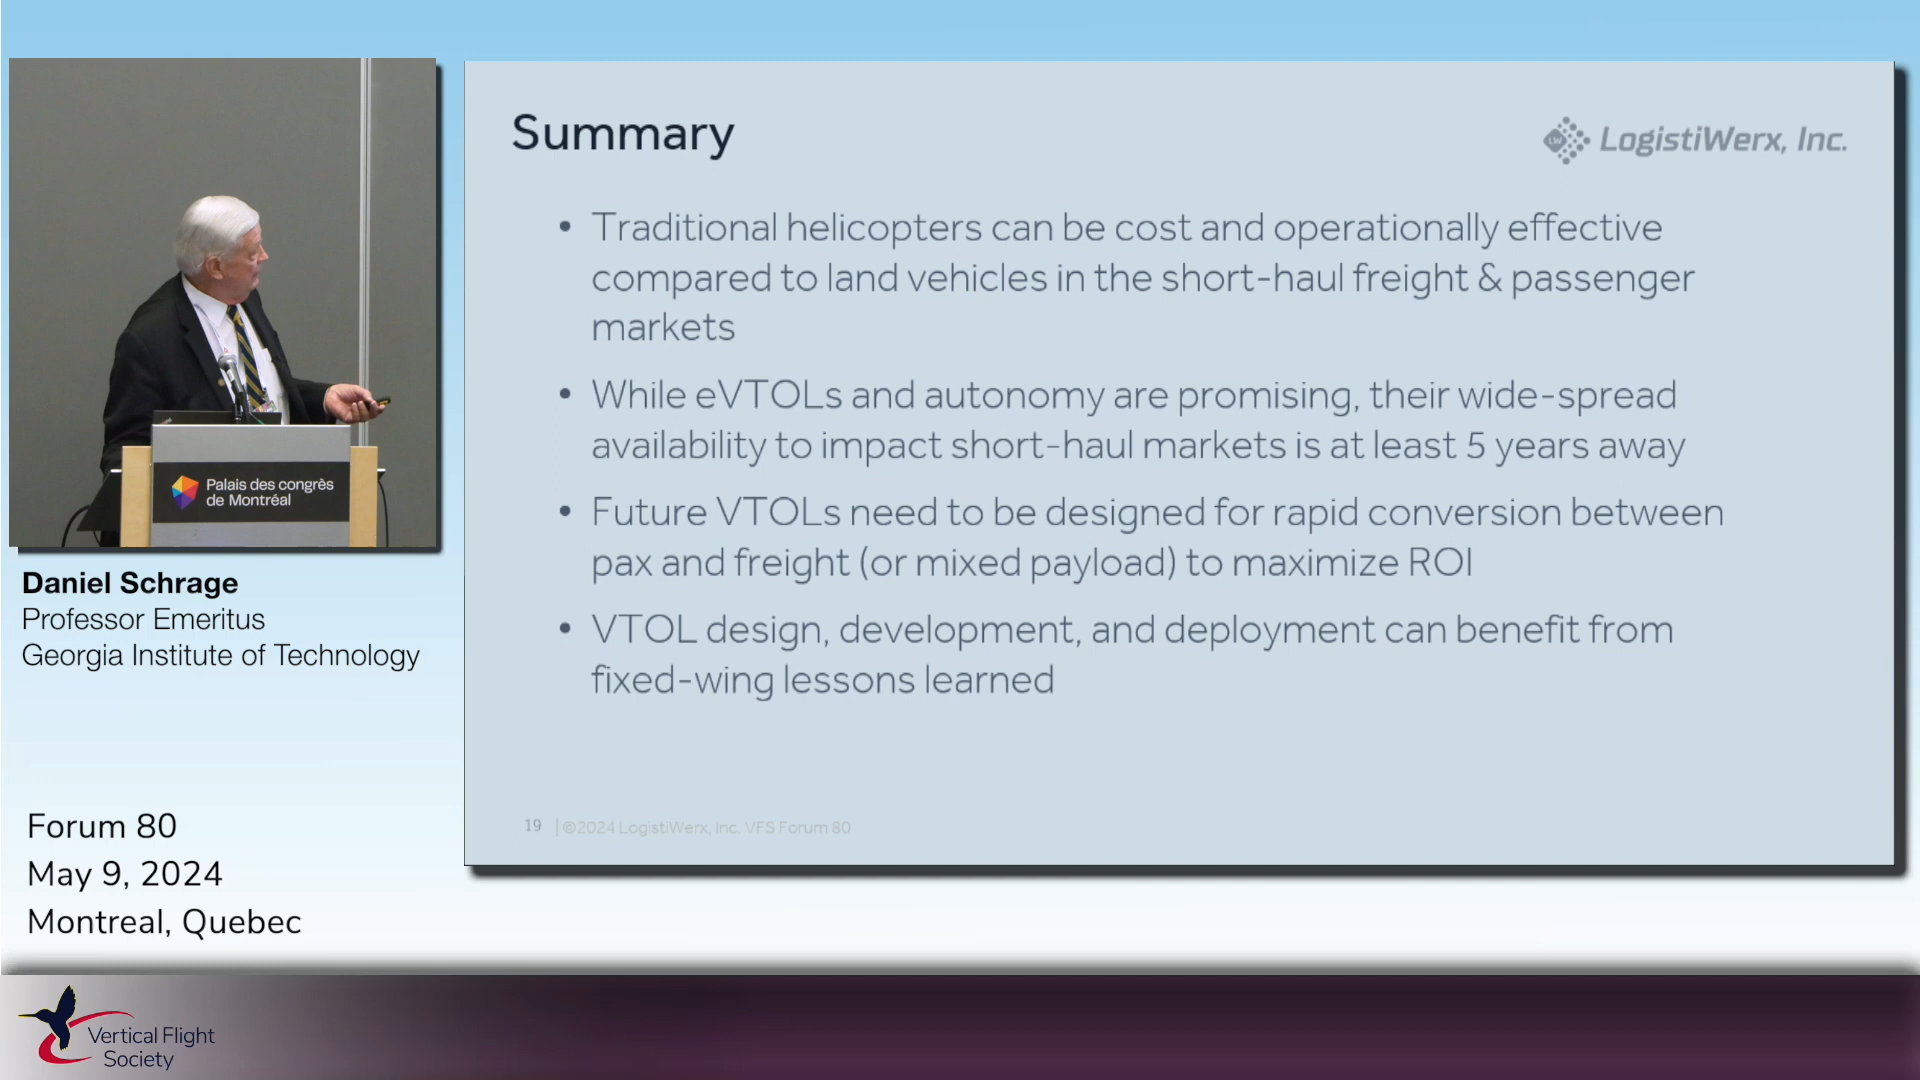 Palais des congrès
de Montréal
Daniel Schrage
Professor Emeritus
Georgia Institute of Technology
Forum 80
May 9, 2024
Montreal, Quebec
Vertical Flight
Society
Summary
LW
LogistiWerx, Inc.
• Traditional helicopters can be cost and operationally effective
compared to land vehicles in the short-haul freight & passenger
markets
• While eVTOLs and autonomy are promising, their wide-spread
availability to impact short-haul markets is at least 5 years away
• Future VTOLs need to be designed for rapid conversion between
pax and freight (or mixed payload) to maximize ROI
• VTOL design, development, and deployment can benefit from
fixed-wing lessons learned
19 | ©2024 LogistiWerx, Inc. VFS Forum 80